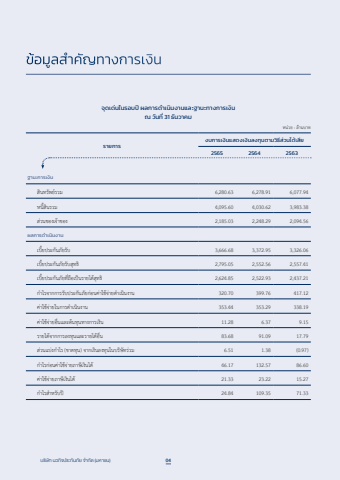 ข้อมูลสำคัญทางการเงิน
จุดเด่นในรอบปี ผลการดำเนินงานและฐานะทางการเงิน
ณ วันที่ 31 ธันวาคม
หน่วย : ล้านบาท
รายการ งบการเงินแสดงเงินลงทุนตามวิธีส่วนได้เสีย
2565 2564 2563
ฐานะการเงิน
สินทรัพย์รวม 6,280.63 6,278.91 6,077.94
หนี้สินรวม 4,095.60 4,030.62 3,983.38
ส่วนของเจ้าของ 2,185.03 2,248.29 2,094.56
ผลการดำเนินงาน
เบี้ยประกันภัยรับ 3,666.68 3,372.95 3,326.06
เบี้ยประกันภัยรับสุทธิ 2,795.05 2,552.56 2,557.41
เบี้ยประกันภัยที่ถือเป็นรายได้สุทธิ 2,624.85 2,522.93 2,437.21
กำไรจากการรับประกันภัยก่อนค่าใช้จ่ายดำเนินงาน 320.70 399.76 417.12
ค่าใช้จ่ายในการดำเนินงาน 353.44 353.29 338.19
ค่าใช้จ่ายอื่นและต้นทุนทางการเงิน 11.28 6.37 9.15
รายได้จากการลงทุนและรายได้อื่น 83.68 91.09 17.79
ส่วนแบ่งกำไร (ขาดทุน) จากเงินลงทุนในบริษัทร่วม 6.51 1.38 (0.97)
กำไรก่อนค่าใช้จ่ายภาษีเงินได้ 46.17 132.57 86.60
ค่าใช้จ่ายภาษีเงินได้ 21.33 23.22 15.27
กำไรสำหรับปี 24.84 109.35 71.33
บริษัท นวกิจประกันภัย จำกัด (มหาชน) 04